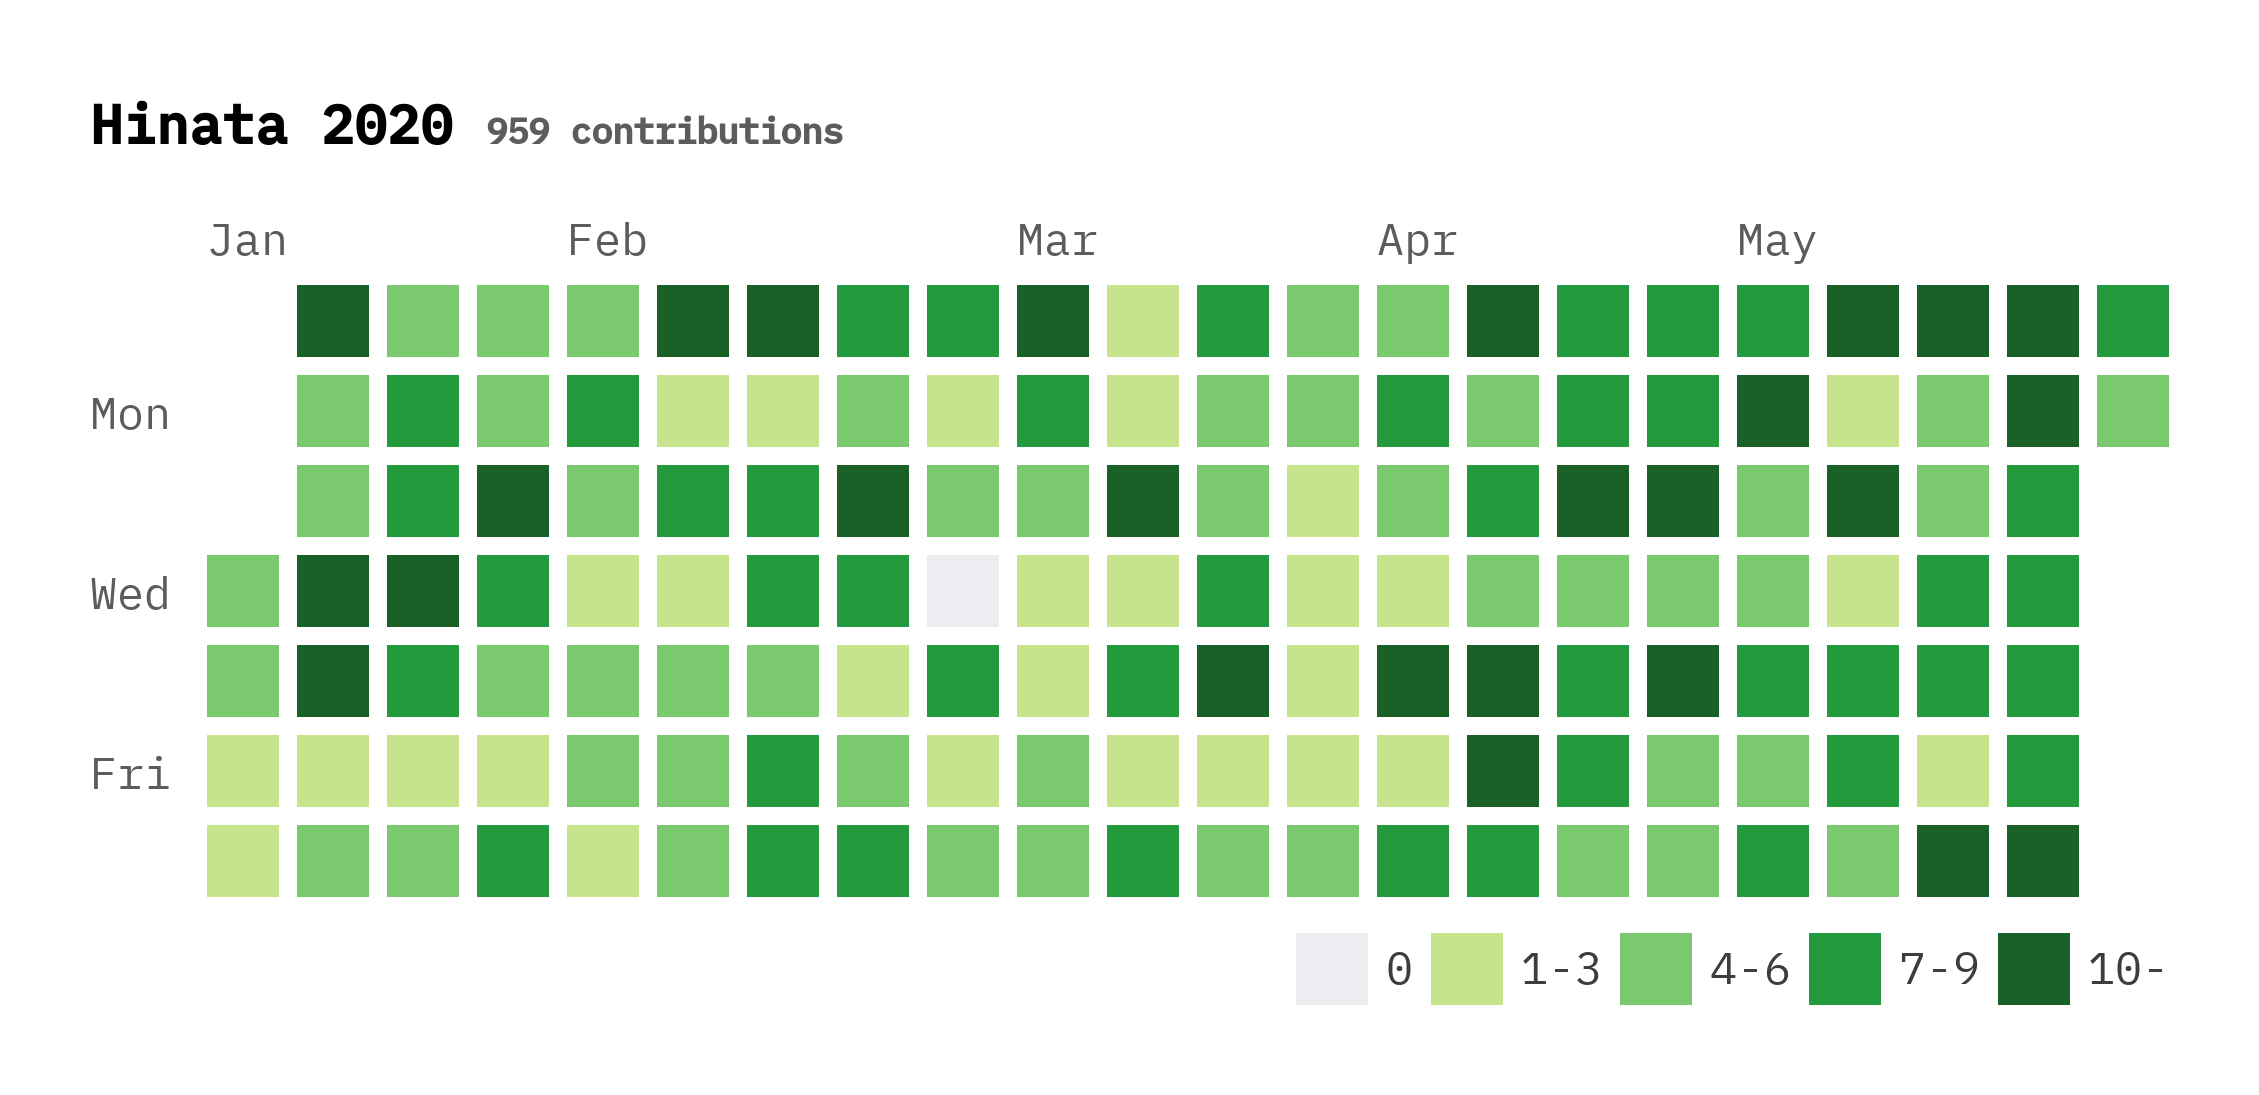 Hinata 2020 959 contributions
Jan Feb Mar Apr May
Mon
Wed
Fri
0 1-3 4-6 7-9 10-